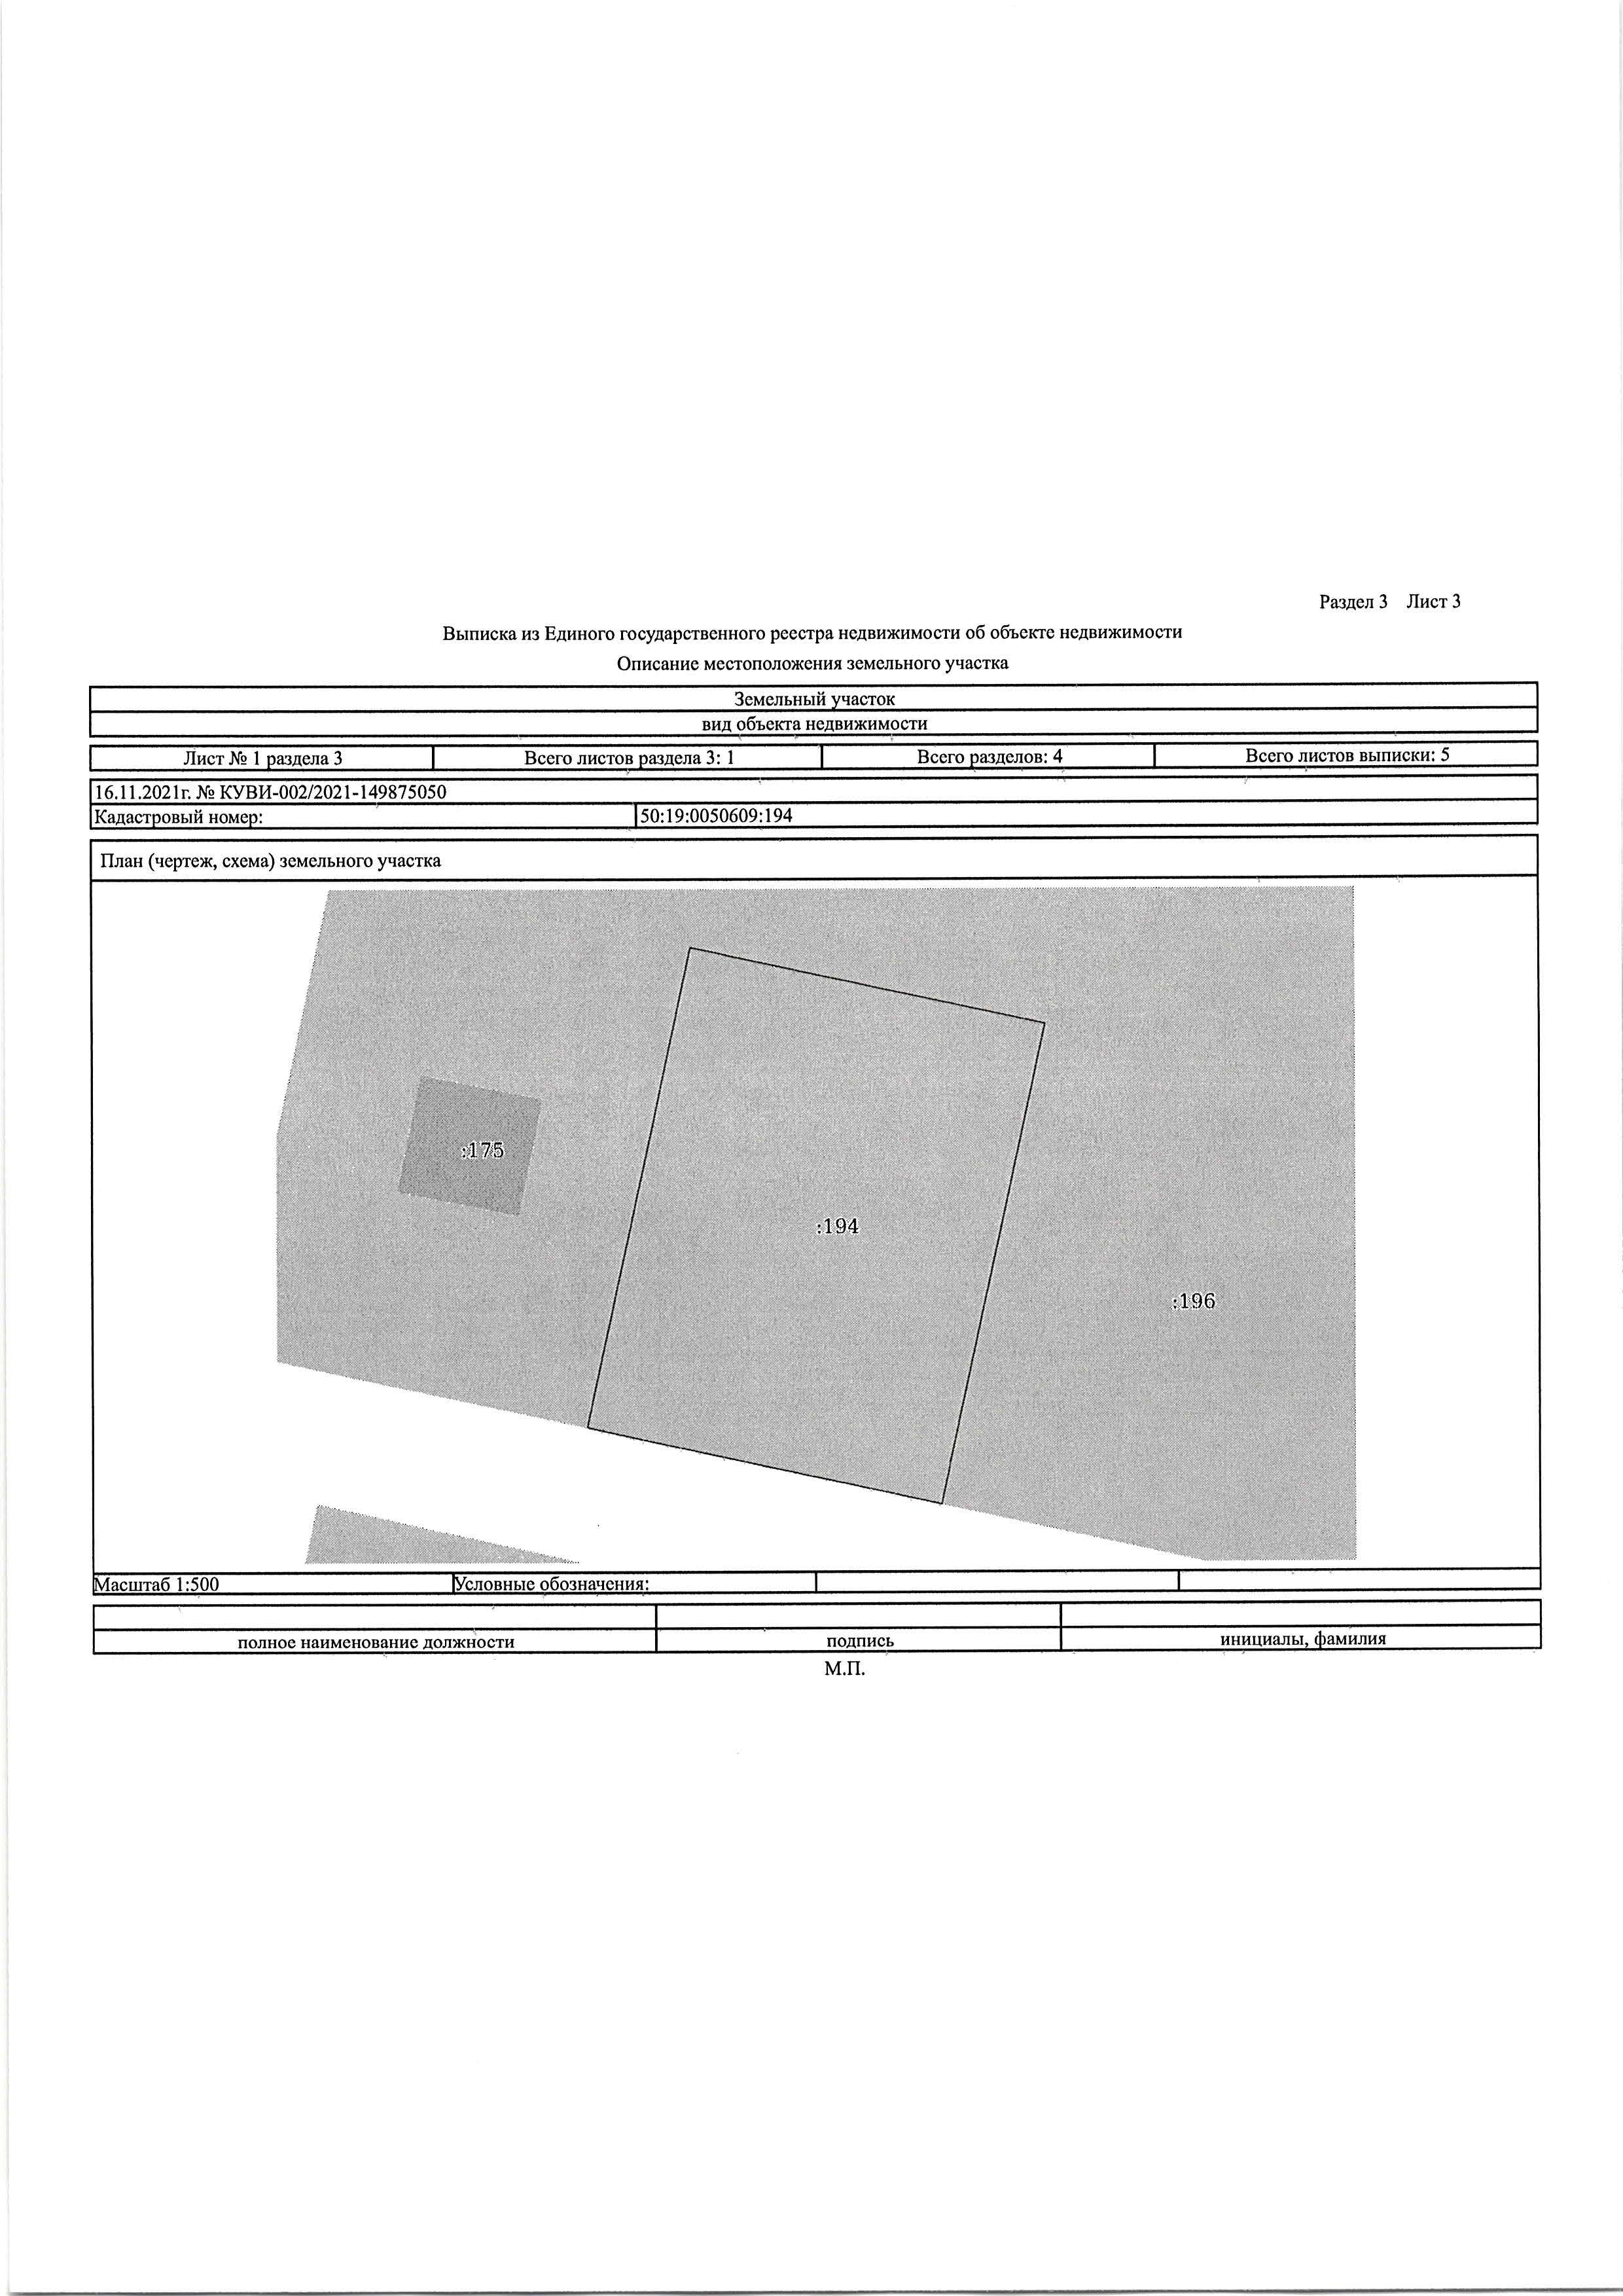 Раздел 3 Лист 3
Выписка из Единого государственного реестра недвижимости об объекте недвижимости
Описание местоположения земельного участка
Земельный участок
вид объекта недвижимости
Лист № 1 раздела 3 Всего листов раздела 3: 1 Всего разделов: 4 Всего листов выписки: 5
16.11.2021г. № КУВИ-002/2021-149875050
Кадастровый номер: 50:19:0050609:194
План (чертеж, схема) земельного участка
:175
:194
:196
Масштаб 1:500 Условные обозначения:
полное наименование должности подпись инициалы, фамилия
М.П.